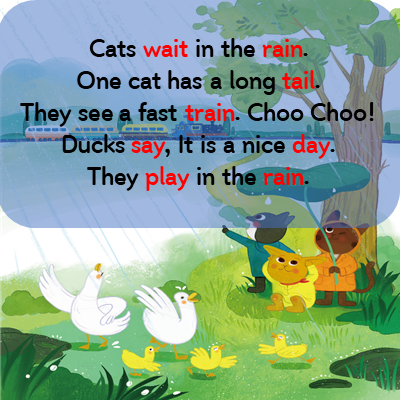 Cats wait in the rain.
One cat has a long tail.
They see a fast train. Choo Choo!
Ducks say, It is a nice day.
They play in the rain.